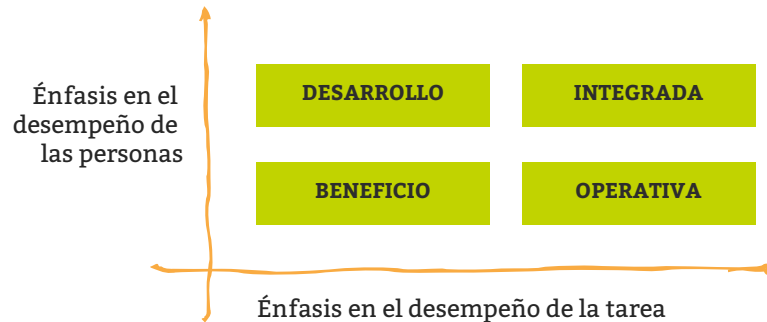 Énfasis en el
desempeño de
las personas
DESARROLLO
INTEGRADA
BENEFICIO
OPERATIVA
Énfasis en el desempeño de la tarea